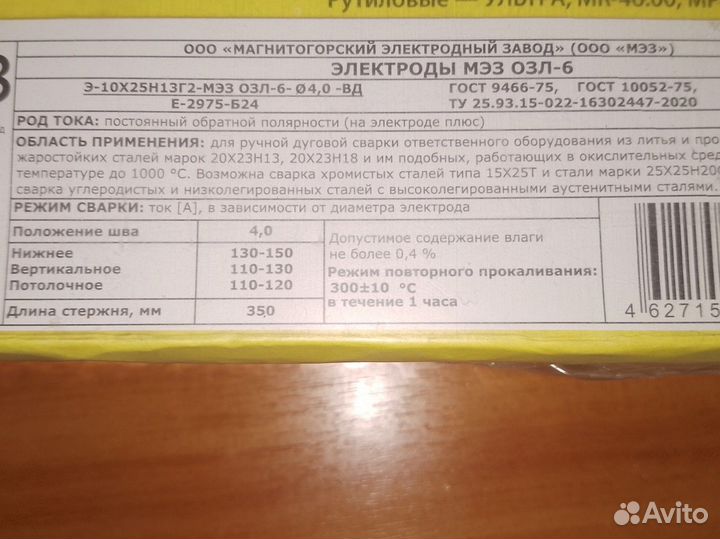 Рутиловые — УЛЬТРА, МК-46.00,
ООО «МАГНИТОГОРСКИЙ ЭЛЕКТРОДНЫЙ ЗАВОД» (ООО «МЭЗ»)
ЭЛЕКТРОДЫ МЭЗ ОЗЛ-6
Э-10Х25Н13Г2-МЭЗ ОЗЛ-6- Ø4,0 -ВД
Е-2975-Б24
ГОСТ 9466-75, ГОСТ 10052-75,
ТУ 25.93.15-022-16302447-2020
РОД ТОКА: постоянный обратной полярности (на электроде плюс)
ОБЛАСТЬ ПРИМЕНЕНИЯ: для ручной дуговой сварки ответственного оборудования из литья и про
жаростойких сталей марок 20Х23Н13, 20Х23Н18 и им подобных, работающих в окислительных сред
температуре до 1000 °С. Возможна сварка хромистых сталей типа 15Х25Т и стали марки 25Х25Н20С
сварка углеродистых и низколегированных сталей с высоколегированными аустенитными сталями.
РЕЖИМ СВАРКИ: ток [А], в зависимости от диаметра электрода
Положение шва 4,0
Нижнее 130-150
Вертикальное 110-130
Потолочное 110-120
Длина стержня, мм 350
Допустимое содержание влаги
не более 0,4 %
Режим повторного прокаливания:
300±10 °С
в течение 1 часа
4 62715
Avito